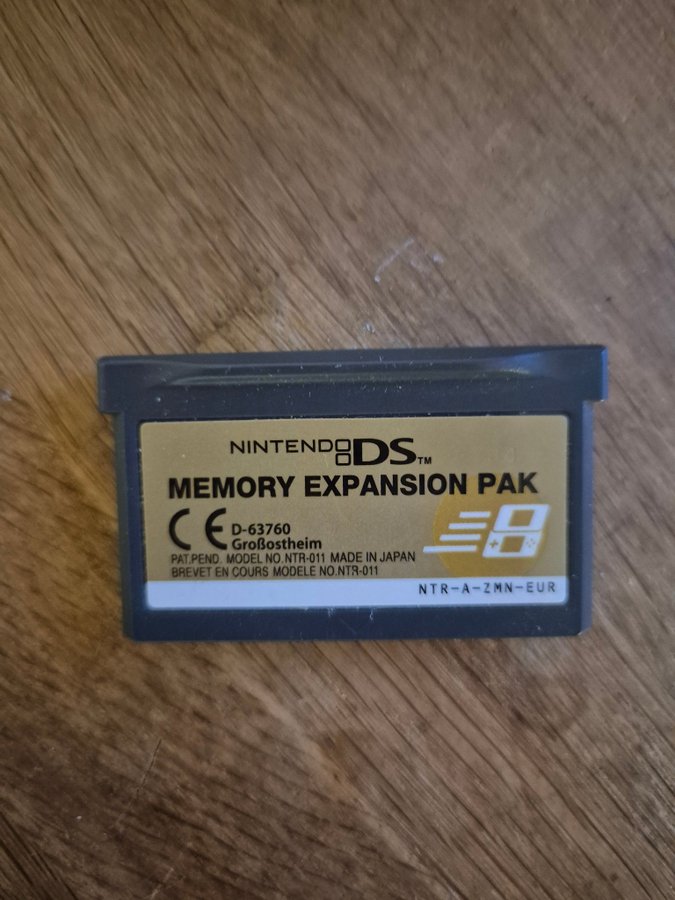 NINTENDO DS™
MEMORY EXPANSION PAK
CE D-63760
Großostheim
PAT.PEND. MODEL NO.NTR-011 MADE IN JAPAN
BREVET EN COURS MODELE NO.NTR-011
NTR-A-ZMN-EUR